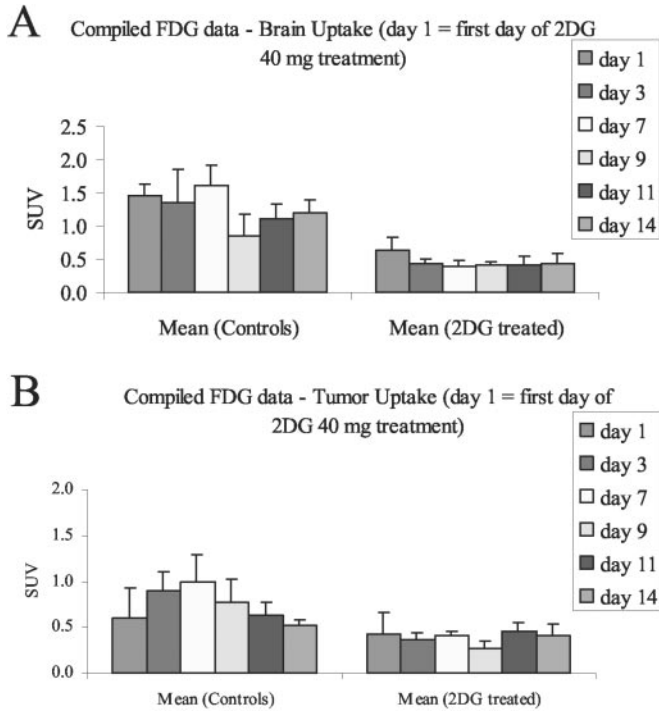 A
Compiled FDG data - Brain Uptake (day 1 = first day of 2DG
40 mg treatment)
day 1
day 3
day 7
day 9
day 11
day 14
2.5
2.0
1.5
1.0
0.5
0.0
SUV
Mean (Controls)
Mean (2DG treated)
B
Compiled FDG data - Tumor Uptake (day 1 = first day of
2DG 40 mg treatment)
day 1
day 3
day 7
day 9
day 11
day 14
2.0
1.5
1.0
0.5
0.0
SUV
Mean (Controls)
Mean (2DG treated)